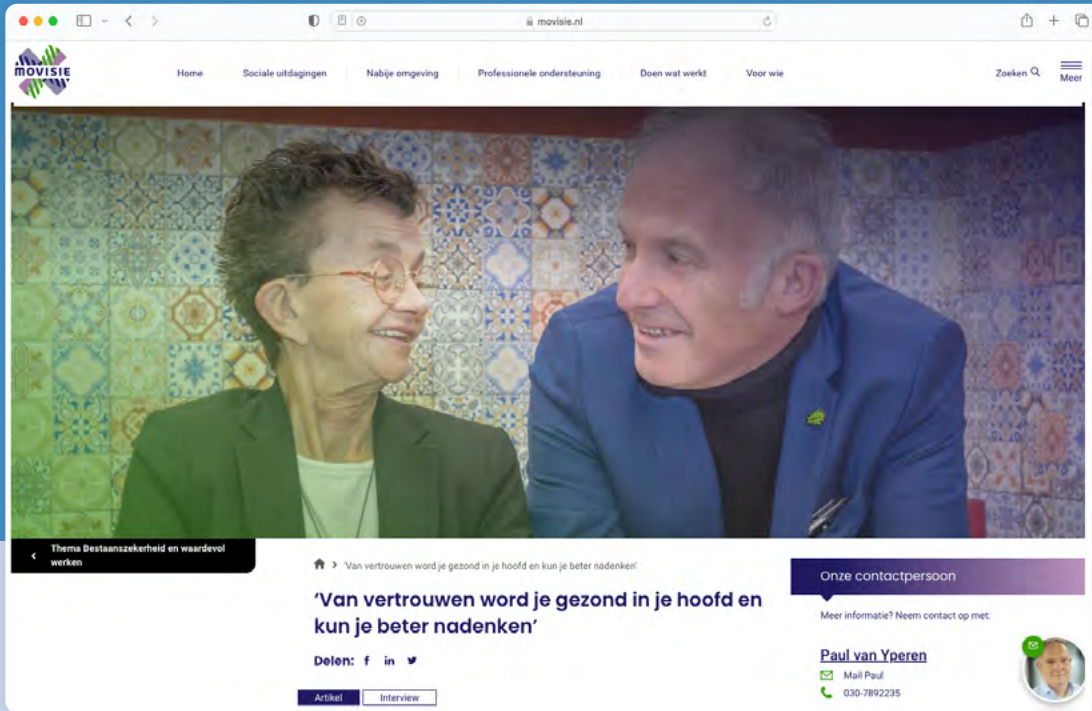 movisie.nl
MOVISIE
Home
Sociale uitdagingen
Nabije omgeving
Professionele ondersteuning
Doen wat werkt
Voor wie
Zoeken
Meer
Thema Bestaanszekerheid en waardevol
werken
'Van vertrouwen word je gezond in je hoofd en kun je beter nadenken'
'Van vertrouwen word je gezond in je hoofd en
kun je beter nadenken'
Delen: f in
Artikel
Interview
Onze contactpersoon
Meer informatie? Neem contact op met:
Paul van Yperen
Mail Paul
030-7892235